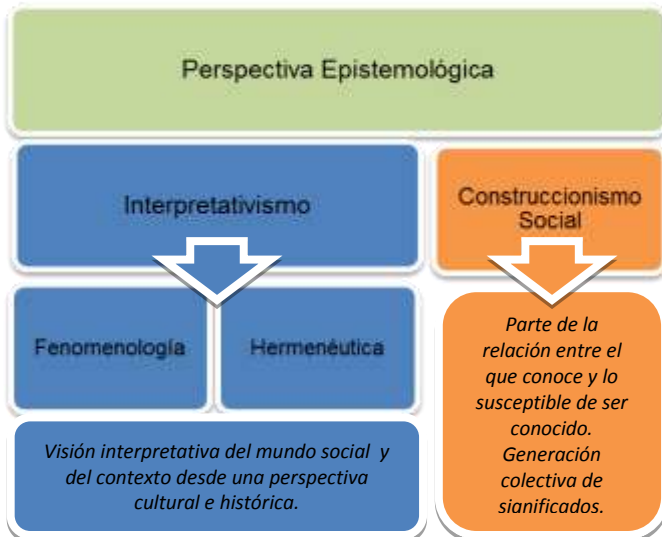 Perspectiva Epistemológica
Interpretativismo
Construccionismo
Social
Fenomenología
Hermenéutica
Visión interpretativa del mundo social y
del contexto desde una perspectiva
cultural e histórica.
Parte de la
relación entre el
que conoce y lo
susceptible de ser
conocido.
Generación
colectiva de
sianificados.